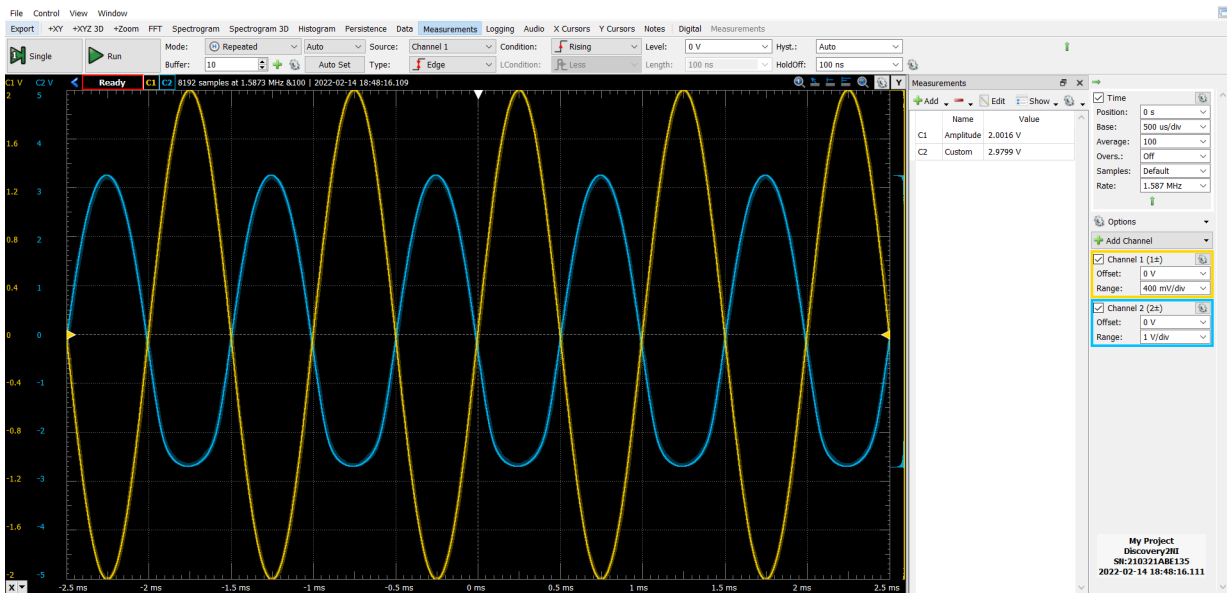 File Control View Window
Export +XY +XYZ 3D +Zoom FFT Spectrogram Spectrogram 3D Histogram Persistence Data Measurements Logging Audio X Cursors Y Cursors Notes Digital Measurements
Single Run Mode: Repeated Auto Source: Channel 1 Condition: Rising Level: 0 V Hyst.: Auto
Buffer: 10 Auto Set Type: Edge LCondition: Less Length: 100 ns HoldOff: 100 ns
C1 V C2 V Ready C1 C2 8192 samples at 1.5873 MHz &100 | 2022-02-14 18:48:16.109 Y
2 5
1.6 4
1.2 3
0.8 2
0.4 1
0 0
-0.4 -1
-0.8 -2
-1.2 -3
-1.6 -4
-2 -5
X -2.5 ms -2 ms -1.5 ms -1 ms -0.5 ms 0 ms 0.5 ms 1 ms 1.5 ms 2 ms 2.5 ms
Measurements
Add Edit Show
Name Value
C1 Amplitude 2.0016 V
C2 Custom 2.9799 V
Time
Position: 0 s
Base: 500 us/div
Average: 100
Overs.: Off
Samples: Default
Rate: 1.587 MHz
Options
Add Channel
Channel 1 (1±)
Offset: 0 V
Range: 400 mV/div
Channel 2 (2±)
Offset: 0 V
Range: 1 V/div
My Project
Discovery2NI
SN:210321ABE135
2022-02-14 18:48:16.111